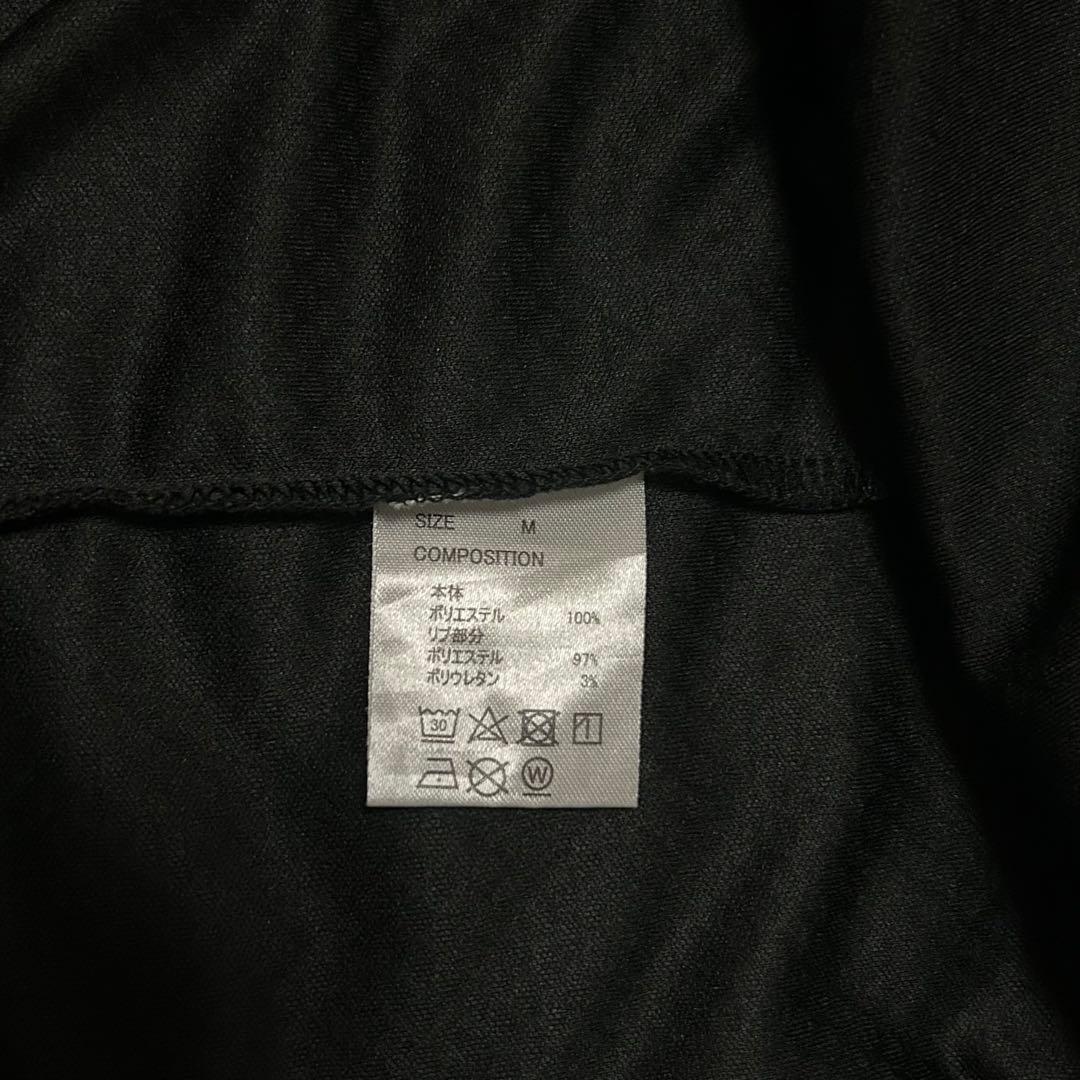 SIZE M
COMPOSITION
本体
ポリエステル 100%
リブ部分
ポリエステル 97%
ポリウレタン 3%
30
W